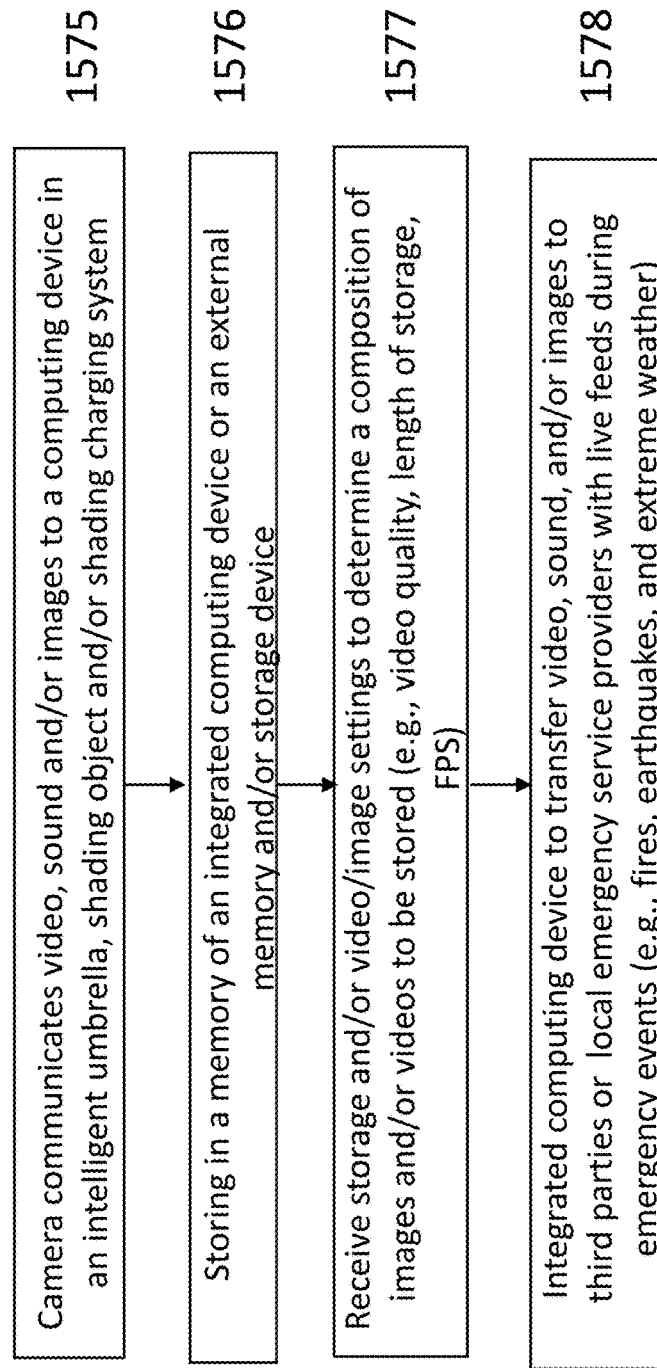 Camera communicates video, sound and/or images to a computing device in
an intelligent umbrella, shading object and/or shading charging system
1575
Storing in a memory of an integrated computing device or an external
memory and/or storage device
1576
Receive storage and/or video/image settings to determine a composition of
images and/or videos to be stored (e.g., video quality, length of storage,
FPS)
1577
Integrated computing device to transfer video, sound, and/or images to
third parties or local emergency service providers with live feeds during
emergency events (e.g., fires, earthquakes, and extreme weather)
1578